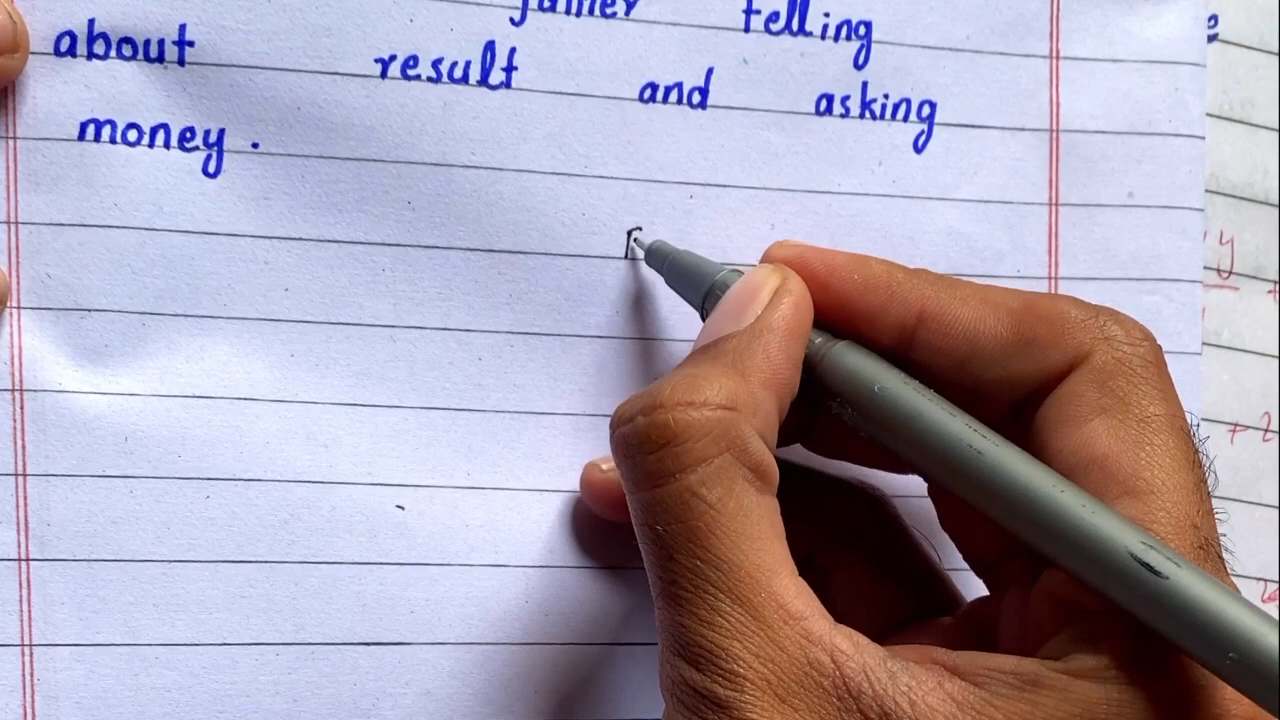 father telling
about result and asking
money.